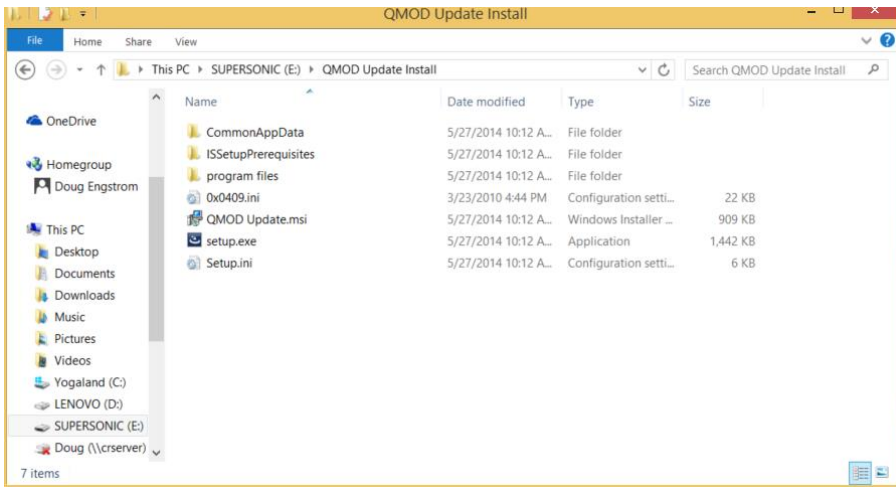 QMOD Update Install
File Home Share View
This PC SUPERSONIC (E:) QMOD Update Install Search QMOD Update Install
Name Date modified Type Size
OneDrive
Homegroup
Doug Engstrom
This PC
Desktop
Documents
Downloads
Music
Pictures
Videos
Yogaland (C:)
LENOVO (D:)
SUPERSONIC (E:)
Doug (\\crserver)
CommonAppData 5/27/2014 10:12 A... File folder
ISSetupPrerequisites 5/27/2014 10:12 A... File folder
program files 5/27/2014 10:12 A... File folder
0x0409.ini 3/23/2010 4:44 PM Configuration setti... 22 KB
QMOD Update.msi 5/27/2014 10:12 A... Windows Installer ... 909 KB
setup.exe 5/27/2014 10:12 A... Application 1,442 KB
Setup.ini 5/27/2014 10:12 A... Configuration setti... 6 KB
7 items